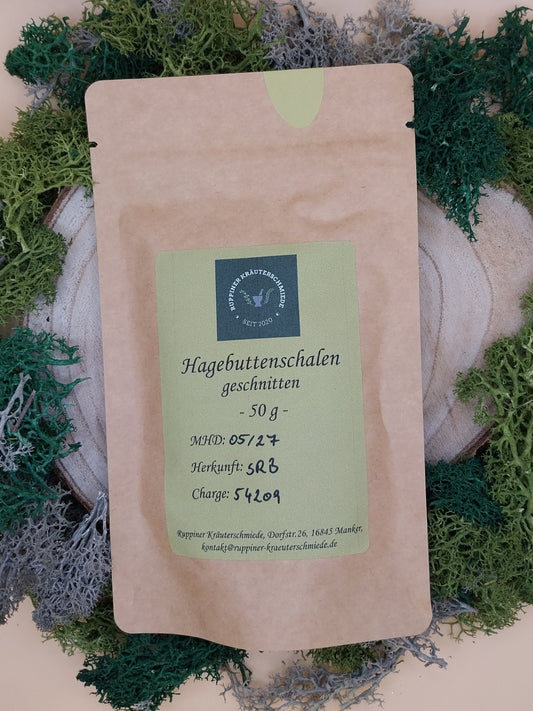 RUPPINER KRÄUTERSCHMIEDE
SEIT 2020
Hagebuttenschalen
geschnitten
- 50 g -
MHD: 05/27
Herkunft: SRB
Charge: 54209
Ruppiner Kräuterschmiede, Dorfstr.26, 16845 Manker,
kontakt@ruppiner-kraeuterschmiede.de